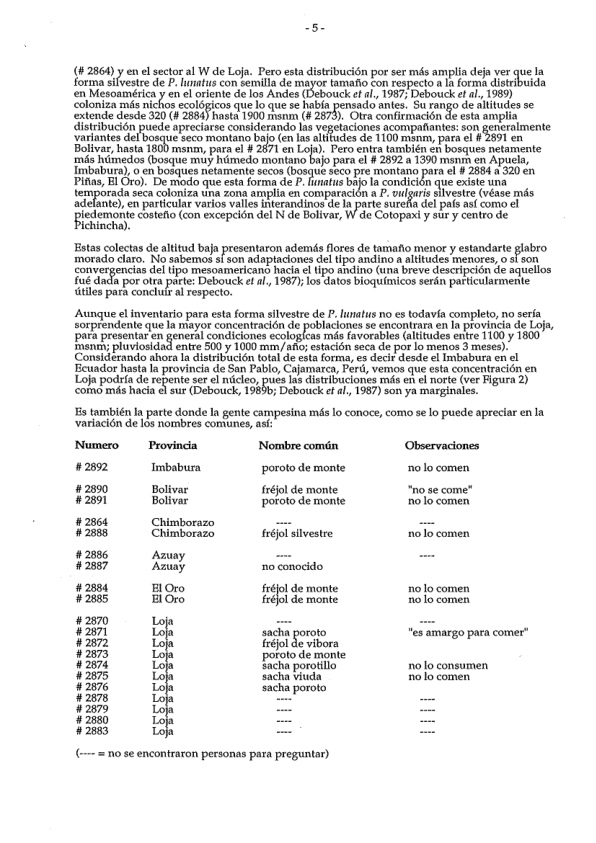 - 5 -
(# 2864) y en el sector al W de Loja. Pero esta distribución por ser más amplia deja ver que la
forma silvestre de P. lunatus con semilla de mayor tamaño con respecto a la forma distribuida
en Mesoamérica y en el oriente de los Andes (Debouck et al., 1987; Debouck et al., 1989)
coloniza más nichos ecológicos que lo que se había pensado antes. Su rango de altitudes se
extende desde 320 (# 2884) hasta 1900 msnm (# 2873). Otra confirmación de esta amplia
distribución puede apreciarse considerando las vegetaciones acompañantes: son generalmente
variantes del bosque seco montano bajo (en las altitudes de 1100 msnm, para el # 2891 en
Bolivar, hasta 1800 msnm, para el # 2871 en Loja). Pero entra también en bosques netamente
más húmedos (bosque muy húmedo montano bajo para el # 2892 a 1390 msnm en Apuela,
Imbabura), o en bosques netamente secos (bosque seco pre montano para el # 2884 a 320 en
Piñas, El Oro). De modo que esta forma de P. lunatus bajo la condición que existe una
temporada seca coloniza una zona amplia en comparación a P. vulgaris silvestre (véase más
adelante), en particular varios valles interandinos de la parte sureña del país así como el
piedemonte costeño (con excepción del N de Bolivar, W de Cotopaxi y sur y centro de
Pichincha).
Estas colectas de altitud baja presentaron además flores de tamaño menor y estandarte glabro
morado claro. No sabemos si son adaptaciones del tipo andino a altitudes menores, o si son
convergencias del tipo mesoamericano hacia el tipo andino (una breve descripción de aquellos
fué dada por otra parte: Debouck et al., 1987); los datos bioquímicos serán particularmente
útiles para concluír al respecto.
Aunque el inventario para esta forma silvestre de P. lunatus no es todavía completo, no sería
sorprendente que la mayor concentración de poblaciones se encontrara en la provincia de Loja,
para presentar en general condiciones ecologicas más favorables (altitudes entre 1100 y 1800
msnm; pluviosidad entre 500 y 1000 mm/año; estación seca de por lo menos 3 meses).
Considerando ahora la distribución total de esta forma, es decir desde el Imbabura en el
Ecuador hasta la provincia de San Pablo, Cajamarca, Perú, vemos que esta concentración en
Loja podría de repente ser el núcleo, pues las distribuciones más en el norte (ver Figura 2)
como más hacia el sur (Debouck, 1989b; Debouck et al., 1987) son ya marginales.
Es también la parte donde la gente campesina más lo conoce, como se lo puede apreciar en la
variación de los nombres comunes, así:
Numero Provincia Nombre común Observaciones
# 2892 Imbabura poroto de monte no lo comen
# 2890 Bolivar fréjol de monte "no se come"
# 2891 Bolivar poroto de monte no lo comen
# 2864 Chimborazo ---- ----
# 2888 Chimborazo fréjol silvestre no lo comen
# 2886 Azuay ---- ----
# 2887 Azuay no conocido
# 2884 El Oro fréjol de monte no lo comen
# 2885 El Oro fréjol de monte no lo comen
# 2870 Loja ---- ----
# 2871 Loja sacha poroto "es amargo para comer"
# 2872 Loja fréjol de vibora
# 2873 Loja poroto de monte
# 2874 Loja sacha porotillo no lo consumen
# 2875 Loja sacha viuda no lo comen
# 2876 Loja sacha poroto
# 2878 Loja ---- ----
# 2879 Loja ---- ----
# 2880 Loja ---- ----
# 2883 Loja ---- ----
(---- = no se encontraron personas para preguntar)